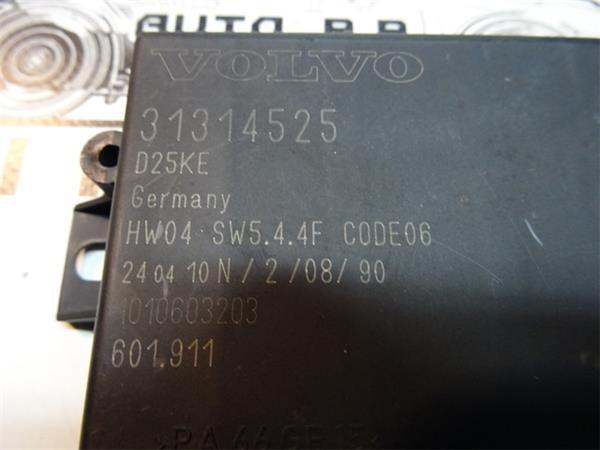 VOLVO
31314525
D25KE
Germany
HW04 SW5.4.4F CODE06
24 04 10 N / 2 / 08 / 90
1010603203
601.911